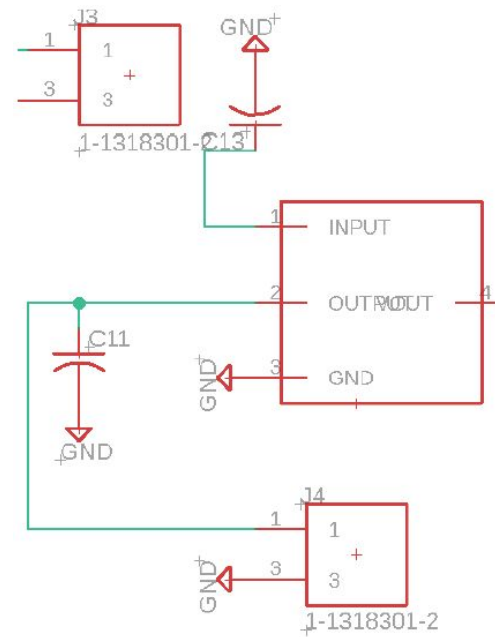 J3
1 1
3 3
1-1318301-2
GND
C13
1 INPUT
2 OUTPUT VOUT 4
3 GND
GND
C11
GND
J4
1 1
3 3
GND
1-1318301-2